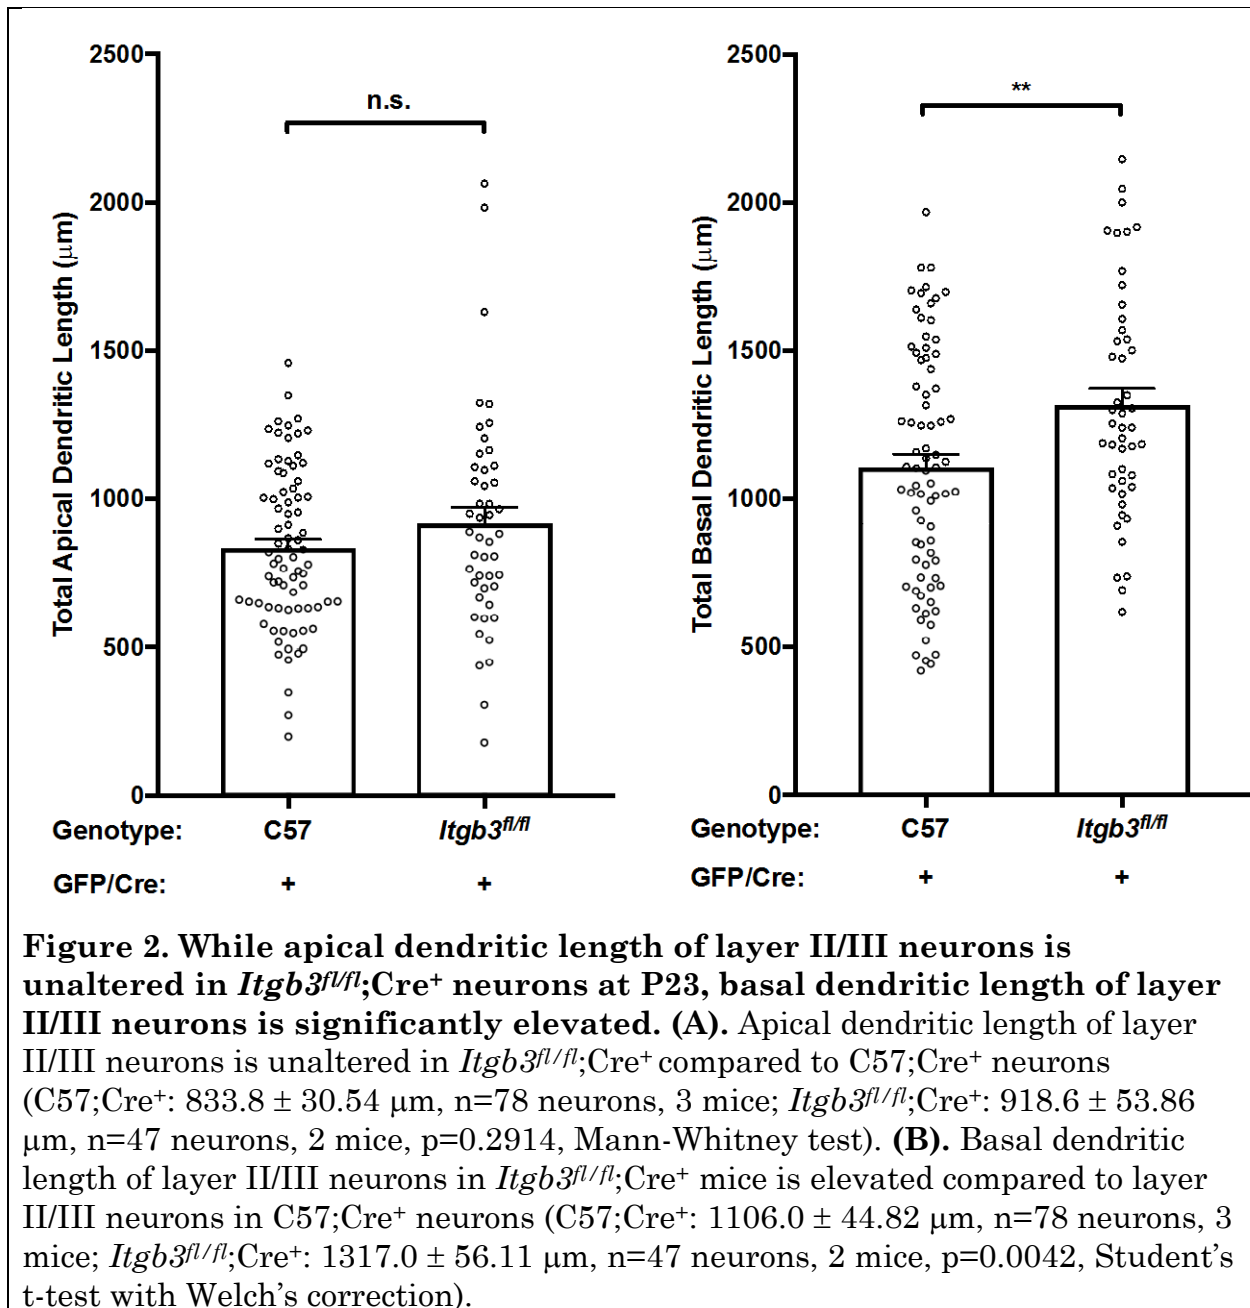 2500
2000
1500
1000
500
0
Total Apical Dendritic Length (μm)
n.s.
Genotype: C57 Itgb3fl/fl
GFP/Cre: + +
2500
2000
1500
1000
500
0
Total Basal Dendritic Length (μm)
**
Genotype: C57 Itgb3fl/fl
GFP/Cre: + +
Figure 2. While apical dendritic length of layer II/III neurons is
unaltered in Itgb3fl/fl;Cre+ neurons at P23, basal dendritic length of layer
II/III neurons is significantly elevated. (A). Apical dendritic length of layer
II/III neurons is unaltered in Itgb3fl/fl;Cre+ compared to C57;Cre+ neurons
(C57;Cre+: 833.8 ± 30.54 μm, n=78 neurons, 3 mice; Itgb3fl/fl;Cre+: 918.6 ± 53.86
μm, n=47 neurons, 2 mice, p=0.2914, Mann-Whitney test). (B). Basal dendritic
length of layer II/III neurons in Itgb3fl/fl;Cre+ mice is elevated compared to layer
II/III neurons in C57;Cre+ neurons (C57;Cre+: 1106.0 ± 44.82 μm, n=78 neurons, 3
mice; Itgb3fl/fl;Cre+: 1317.0 ± 56.11 μm, n=47 neurons, 2 mice, p=0.0042, Student’s
t-test with Welch’s correction).